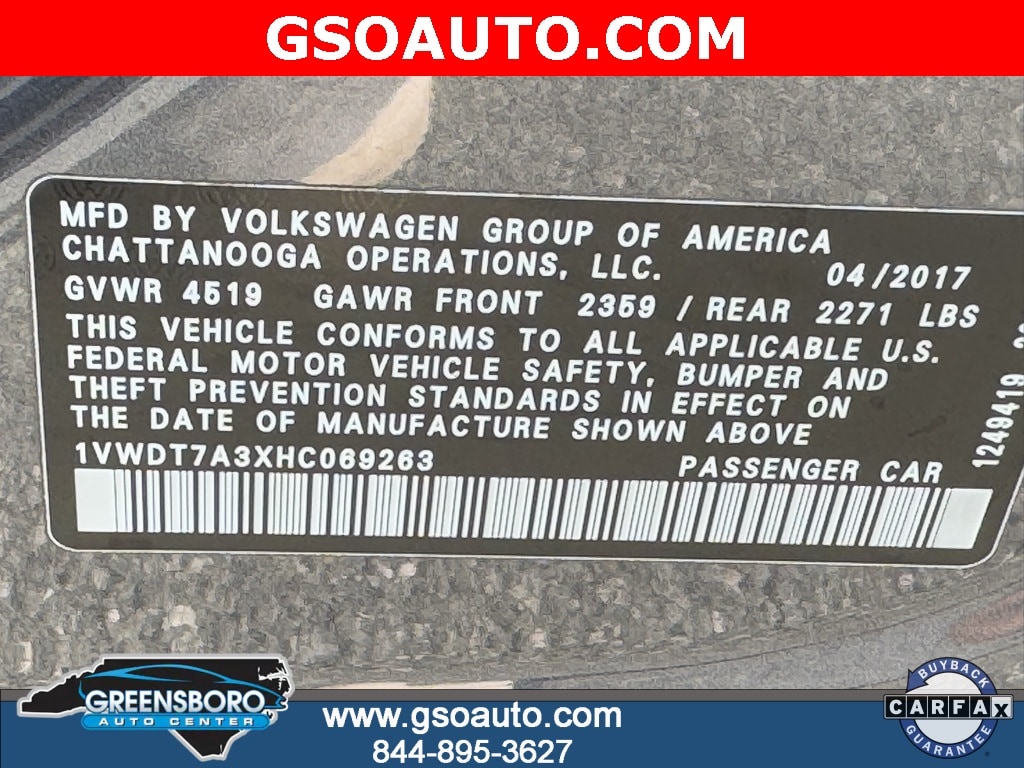 GSOAUTO.COM
MFD BY VOLKSWAGEN GROUP OF AMERICA
CHATTANOOGA OPERATIONS, LLC. 04/2017
GVWR 4519 GAWR FRONT 2359 / REAR 2271 LBS
THIS VEHICLE CONFORMS TO ALL APPLICABLE U.S.
FEDERAL MOTOR VEHICLE SAFETY, BUMPER AND
THEFT PREVENTION STANDARDS IN EFFECT ON
THE DATE OF MANUFACTURE SHOWN ABOVE
1VWDT7A3XHC069263 PASSENGER CAR
1249419
GREENSBORO
AUTO CENTER
www.gsoauto.com
844-895-3627
BUYBACK
CARFAX
GUARANTEE